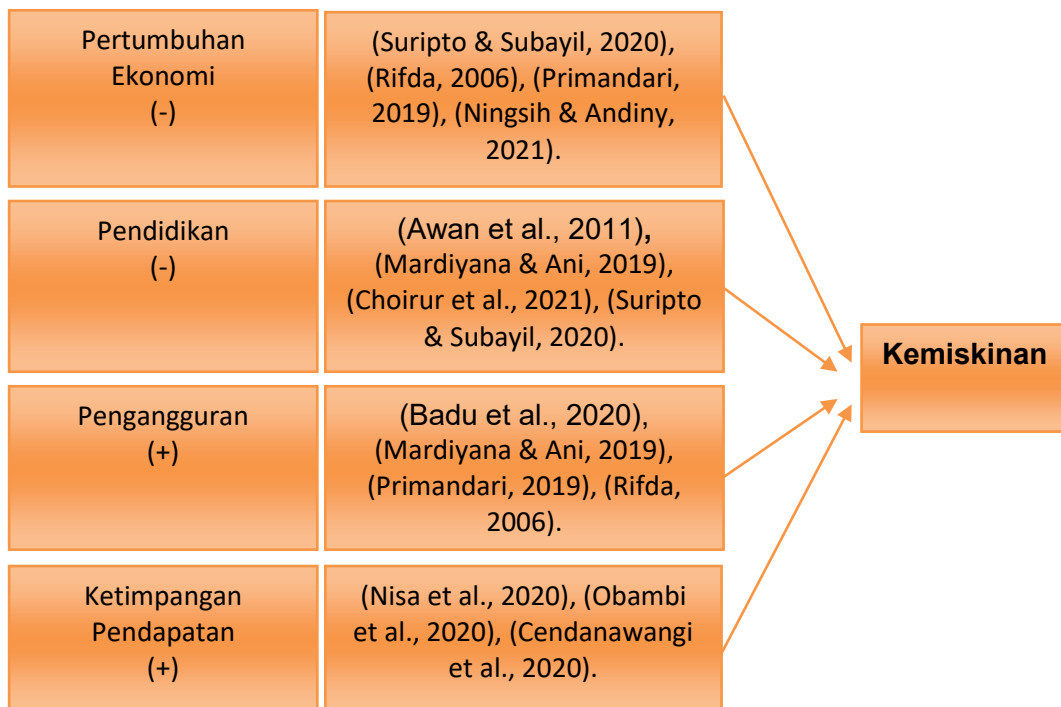 Pertumbuhan
Ekonomi
(-)
(Suripto & Subayil, 2020),
(Rifda, 2006), (Primandari,
2019), (Ningsih & Andiny,
2021).
Pendidikan
(-)
(Awan et al., 2011),
(Mardiyana & Ani, 2019),
(Choirur et al., 2021), (Suripto
& Subayil, 2020).
Pengangguran
(+)
(Badu et al., 2020),
(Mardiyana & Ani, 2019),
(Primandari, 2019), (Rifda,
2006).
Ketimpangan
Pendapatan
(+)
(Nisa et al., 2020), (Obambi
et al., 2020), (Cendanawangi
et al., 2020).
Kemiskinan